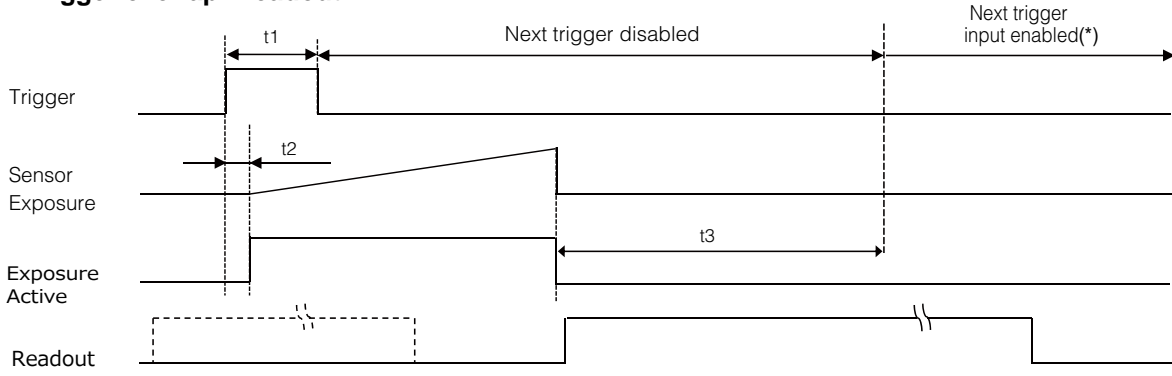 Next trigger
t1
Next trigger disabled
input enabled(*)
Trigger
t2
Sensor
Exposure
t3
Exposure
Active
Readout